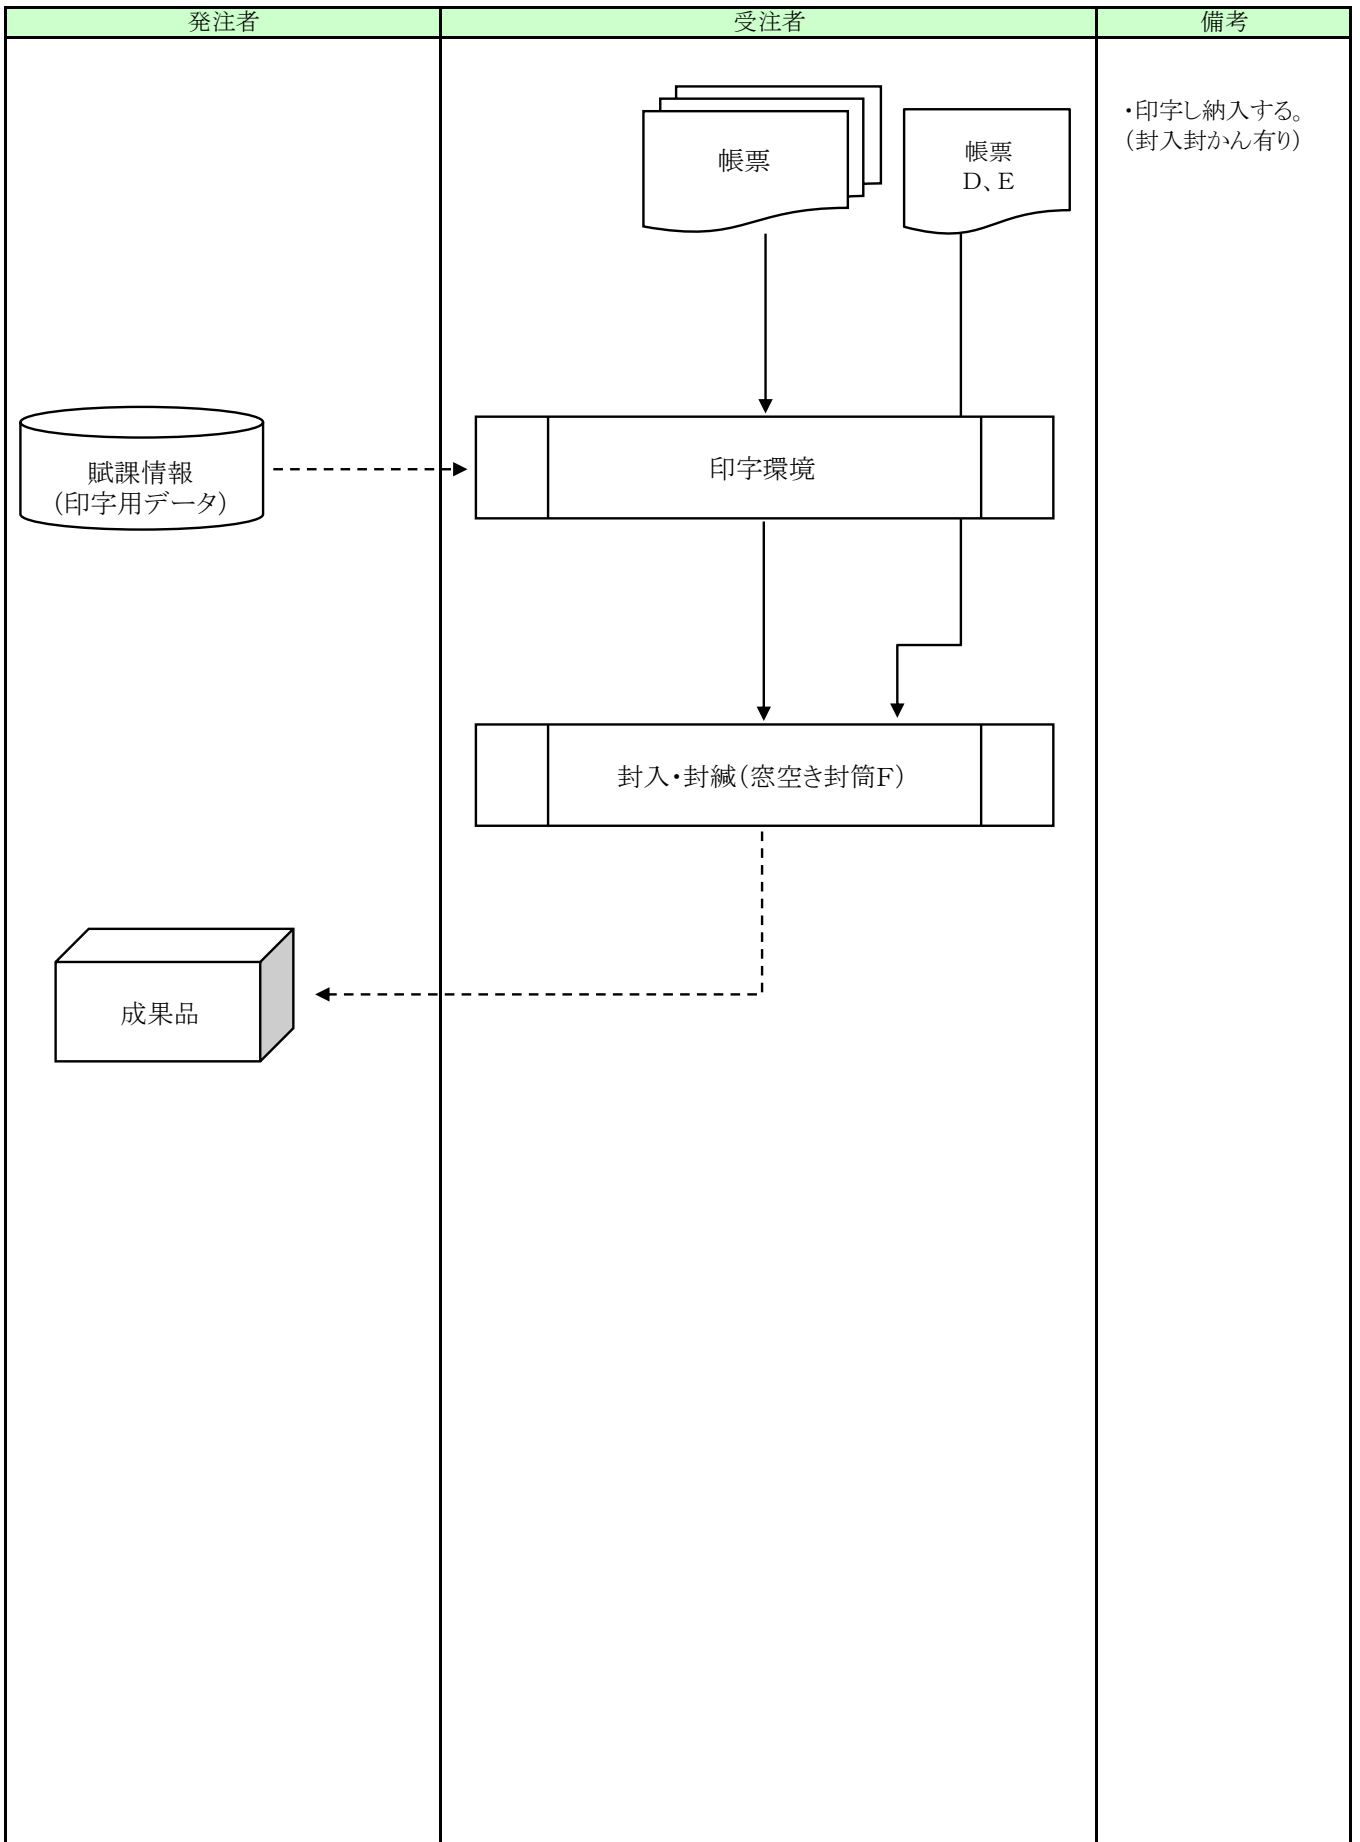 発注者
受注者
備考
帳票
帳票
D、E
・印字し納入する。
（封入封かん有り）
賦課情報
（印字用データ）
印字環境
封入・封緘（窓空き封筒F）
成果品